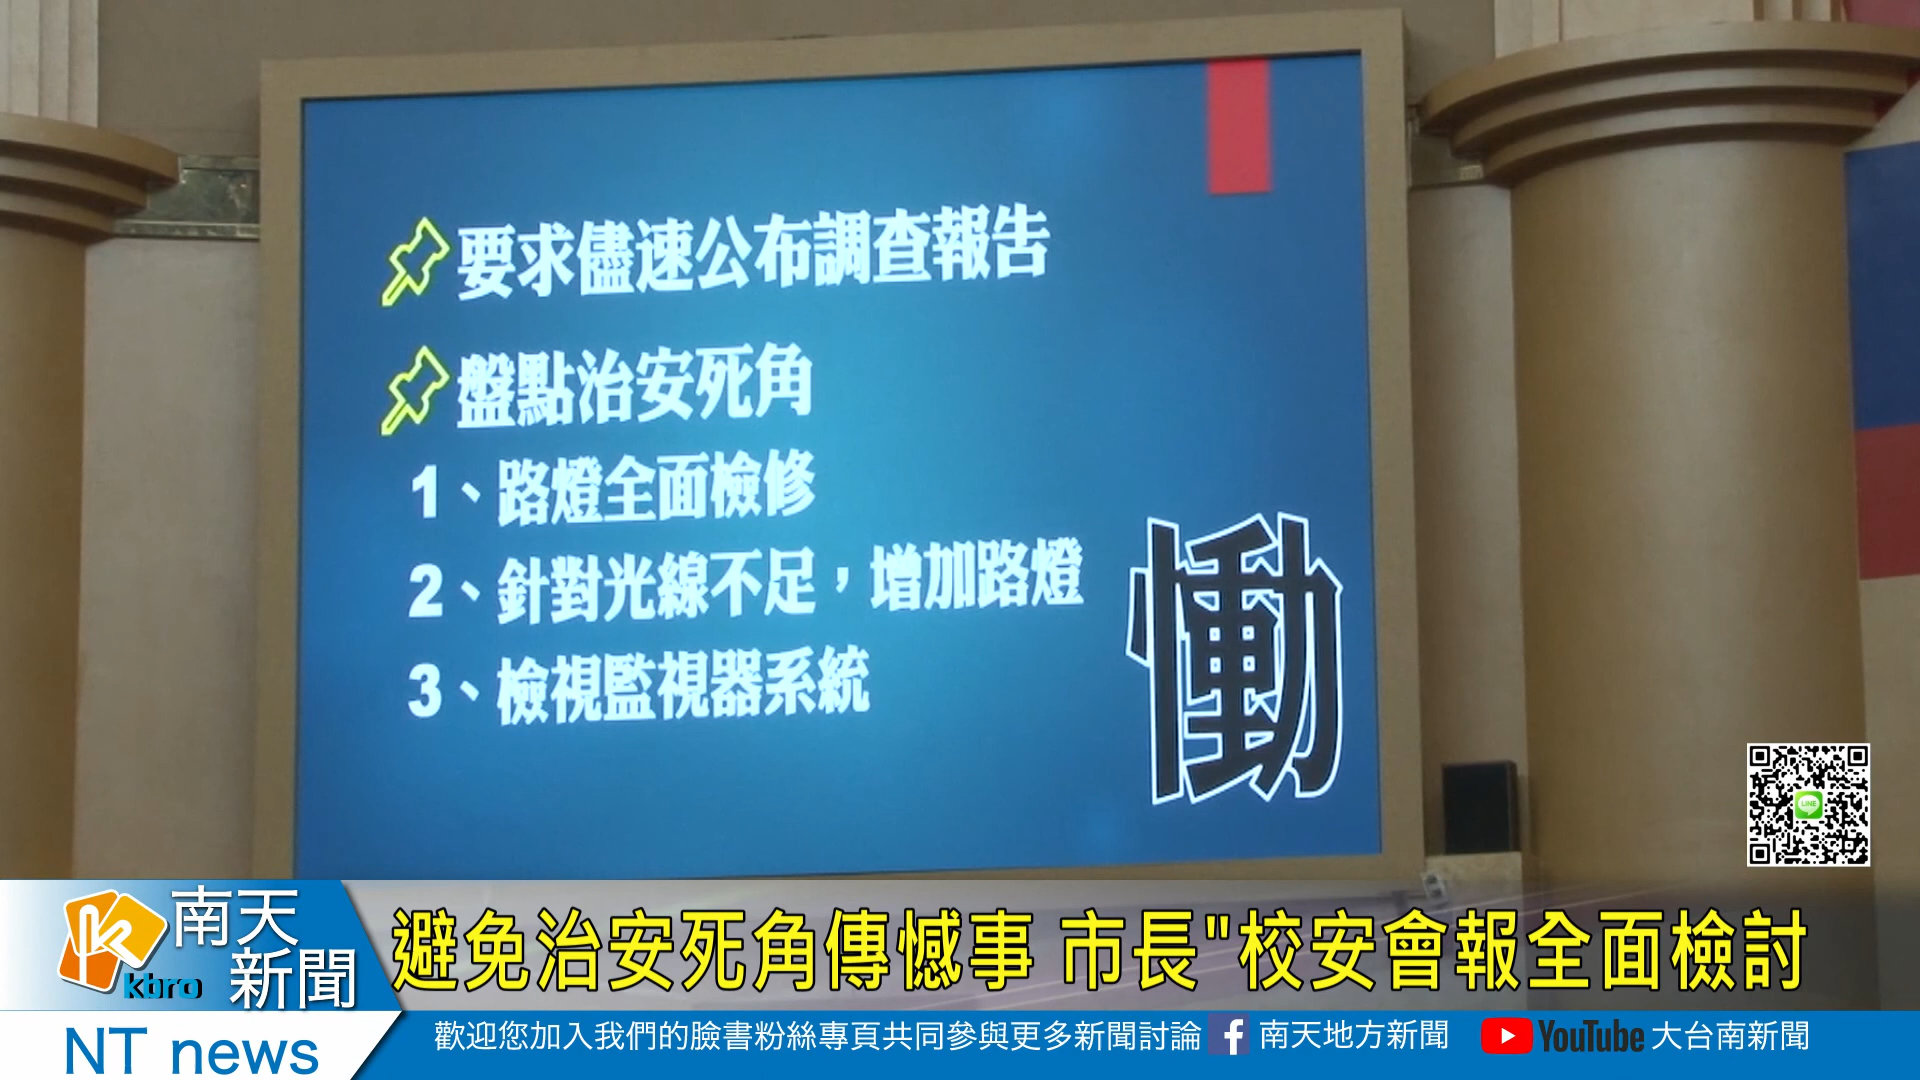 要求儘速公布調查報告
盤點治安死角
1、路燈全面檢修
2、針對光線不足，增加路燈
3、檢視監視器系統
慟
LINE
南天
新聞
kbro
避免治安死角傳憾事 市長"校安會報全面檢討
NT news
歡迎您加入我們的臉書粉絲專頁共同參與更多新聞討論 南天地方新聞 YouTube 大台南新聞